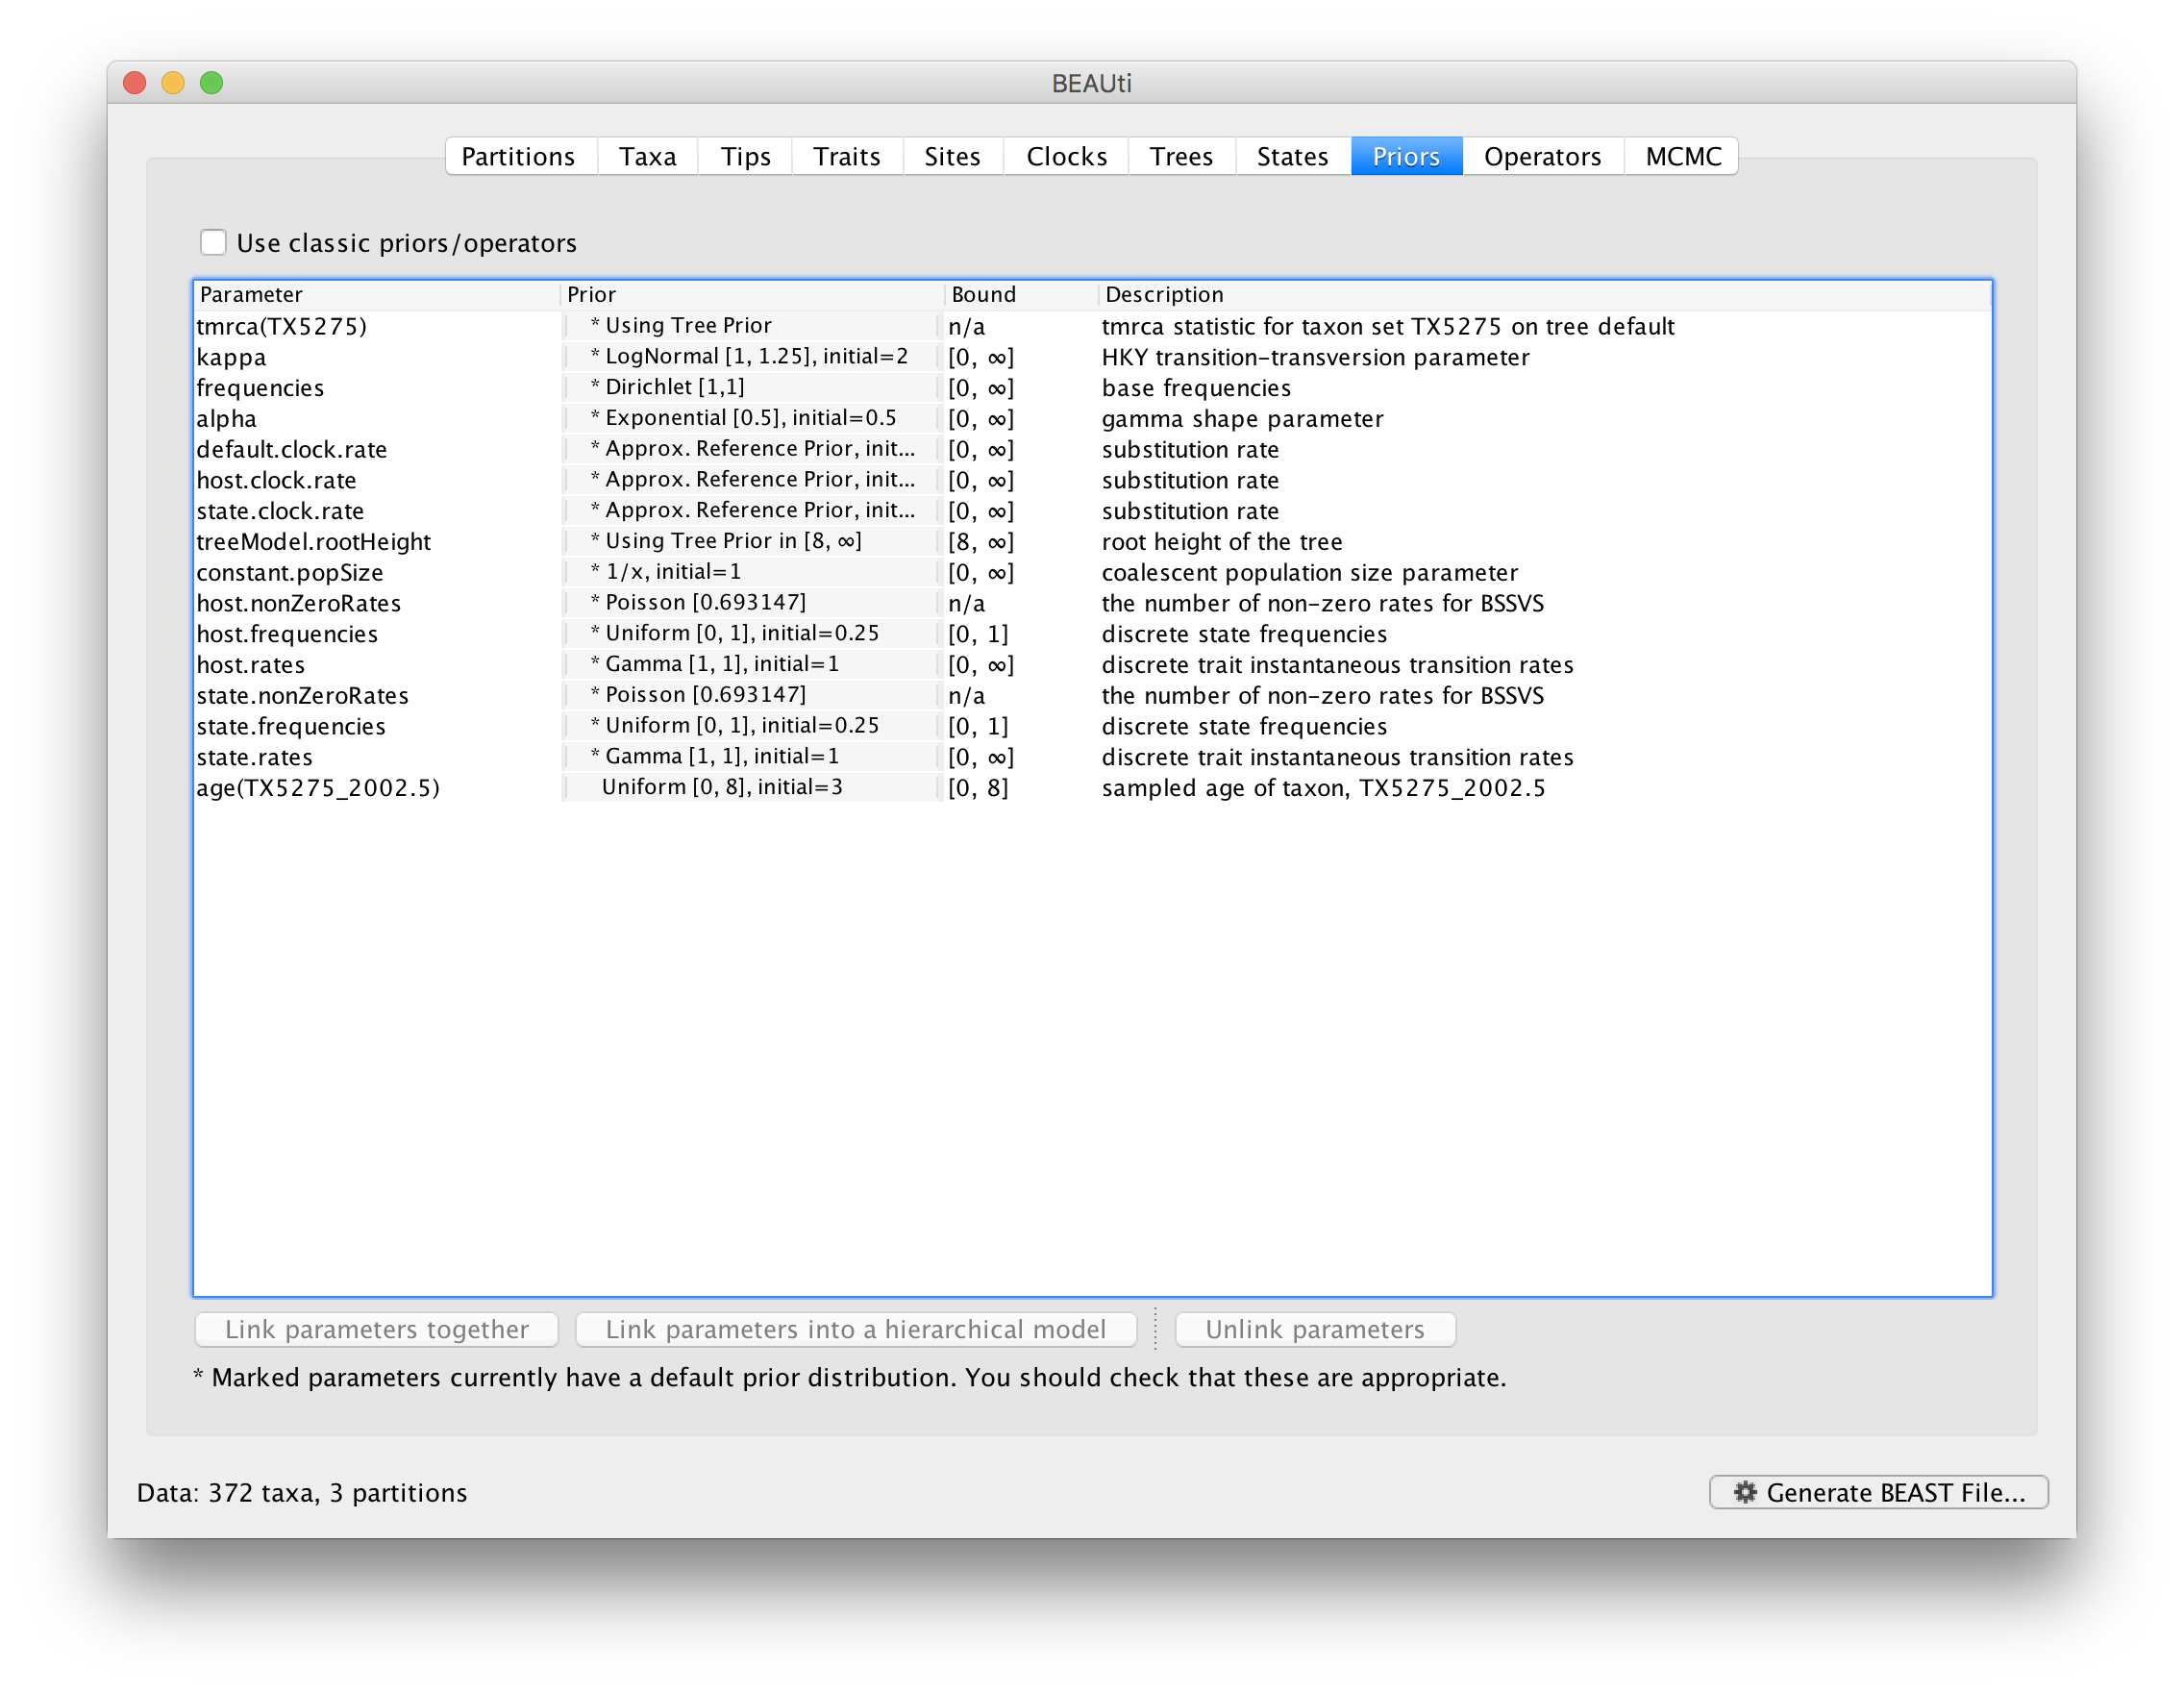 BEAUti
Partitions Taxa Tips Traits Sites Clocks Trees States Priors Operators MCMC
Use classic priors/operators
Parameter Prior Bound Description
tmrca(TX5275) * Using Tree Prior n/a tmrca statistic for taxon set TX5275 on tree default
kappa * LogNormal [1, 1.25], initial=2 [0, ∞] HKY transition-transversion parameter
frequencies * Dirichlet [1,1] [0, ∞] base frequencies
alpha * Exponential [0.5], initial=0.5 [0, ∞] gamma shape parameter
default.clock.rate * Approx. Reference Prior, init... [0, ∞] substitution rate
host.clock.rate * Approx. Reference Prior, init... [0, ∞] substitution rate
state.clock.rate * Approx. Reference Prior, init... [0, ∞] substitution rate
treeModel.rootHeight * Using Tree Prior in [8, ∞] [8, ∞] root height of the tree
constant.popSize * 1/x, initial=1 [0, ∞] coalescent population size parameter
host.nonZeroRates * Poisson [0.693147] n/a the number of non-zero rates for BSSVS
host.frequencies * Uniform [0, 1], initial=0.25 [0, 1] discrete state frequencies
host.rates * Gamma [1, 1], initial=1 [0, ∞] discrete trait instantaneous transition rates
state.nonZeroRates * Poisson [0.693147] n/a the number of non-zero rates for BSSVS
state.frequencies * Uniform [0, 1], initial=0.25 [0, 1] discrete state frequencies
state.rates * Gamma [1, 1], initial=1 [0, ∞] discrete trait instantaneous transition rates
age(TX5275_2002.5) Uniform [0, 8], initial=3 [0, 8] sampled age of taxon, TX5275_2002.5
Link parameters together Link parameters into a hierarchical model Unlink parameters
* Marked parameters currently have a default prior distribution. You should check that these are appropriate.
Data: 372 taxa, 3 partitions Generate BEAST File...